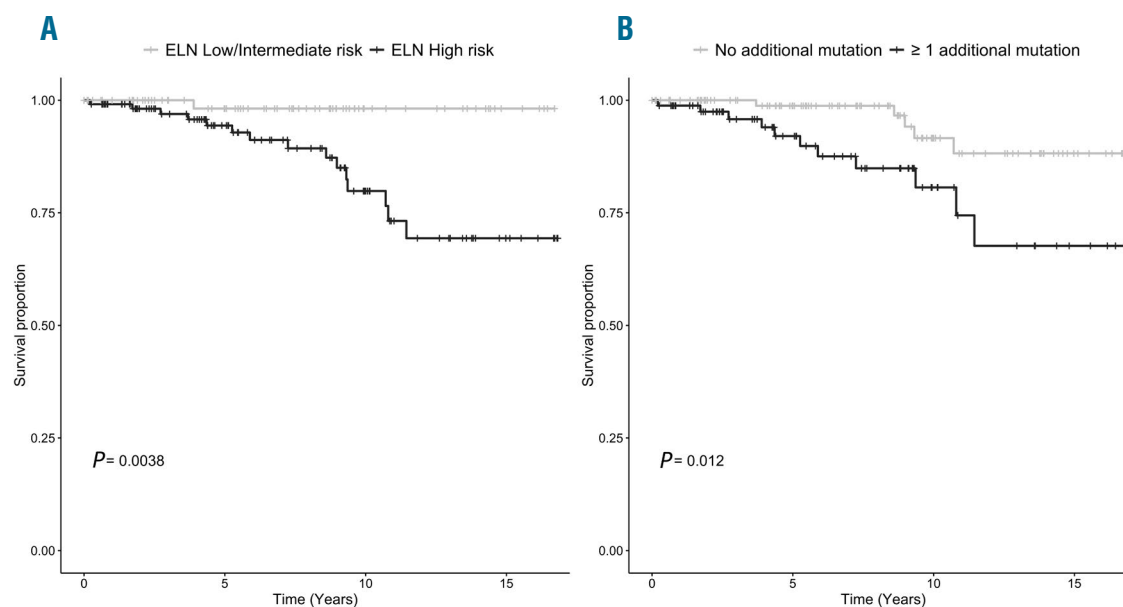 A
ELN Low/Intermediate risk ELN High risk
1.00
0.75
0.50
0.25
0.00
Survival proportion
P = 0.0038
0 5 10 15
Time (Years)
B
No additional mutation ≥ 1 additional mutation
1.00
0.75
0.50
0.25
0.00
Survival proportion
P = 0.012
0 5 10 15
Time (Years)